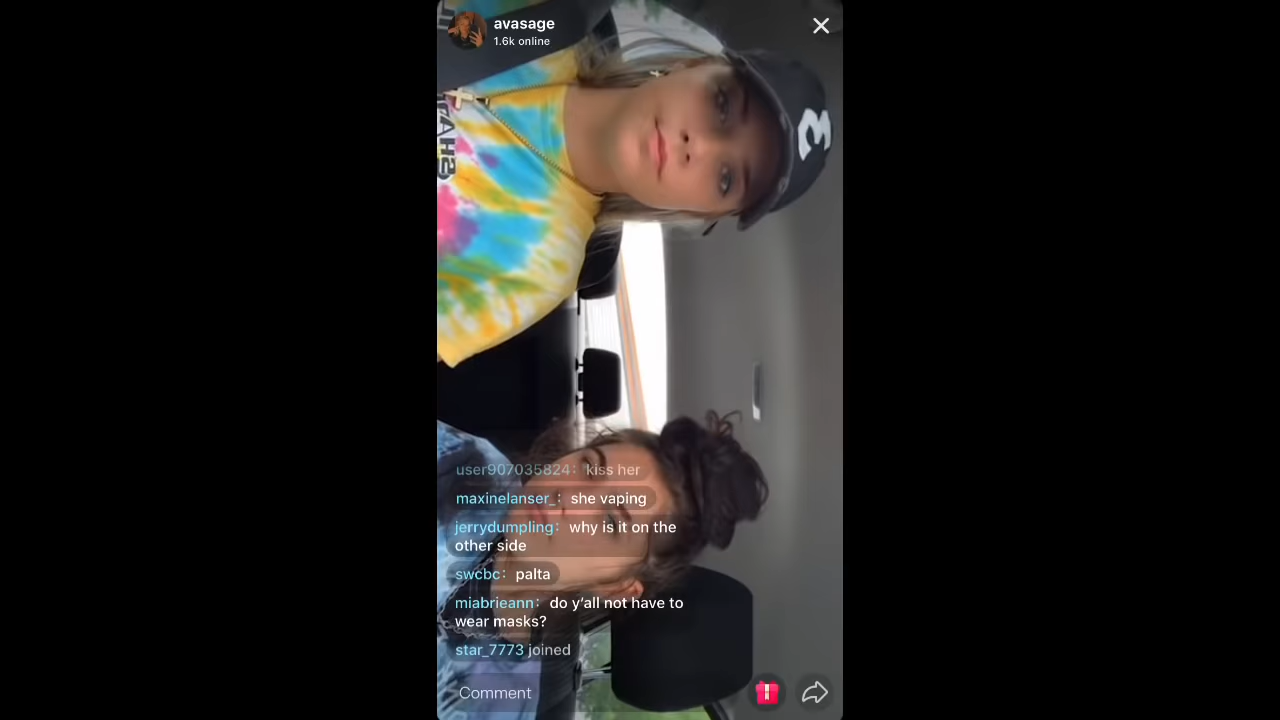 avasage
1.6k online
3
user907035824: kiss her
maxinelanser_: she vaping
jerrydumpling: why is it on the
other side
swcbc: palta
miabrieann: do y'all not have to
wear masks?
star_7773 joined
Comment